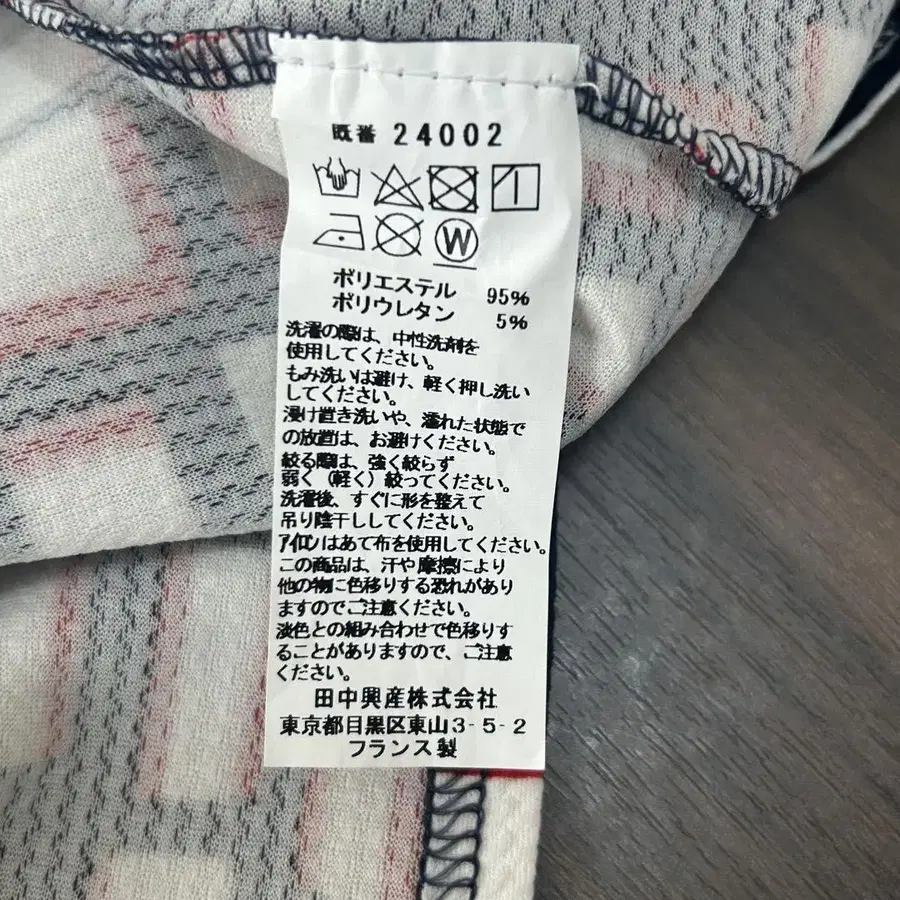 既番 24002
W
ポリエステル 95%
ポリウレタン 5%
洗濯の際は、中性洗剤を
使用してください。
もみ洗いは避け、軽く押し洗い
してください。
浸け置き洗いや、濡れた状態で
の放置は、お避けください。
絞る際は、強く絞らず
弱く（軽く）絞ってください。
洗濯後、すぐに形を整えて
吊り陰干ししてください。
アイロンはあて布を使用してください。
この商品は、汗や摩擦により
他の物に色移りする恐れがあり
ますのでご注意ください。
淡色との組み合わせで色移りす
ることがありますので、ご注意
ください。
田中興産株式会社
東京都目黒区東山3-5-2
フランス製